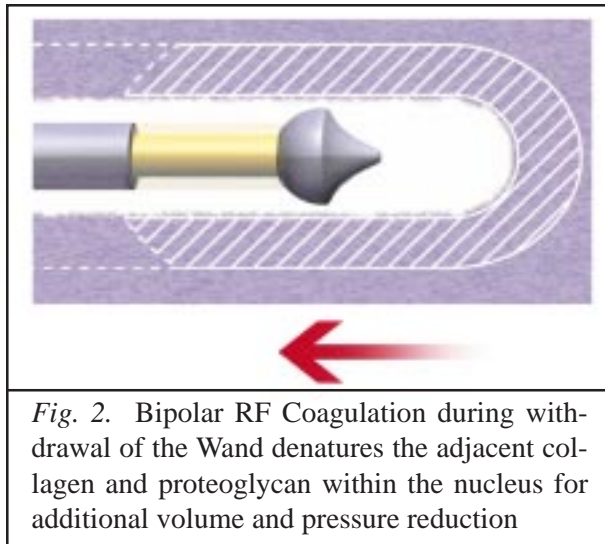 Fig. 2. Bipolar RF Coagulation during with-
drawal of the Wand denatures the adjacent col-
lagen and proteoglycan within the nucleus for
additional volume and pressure reduction